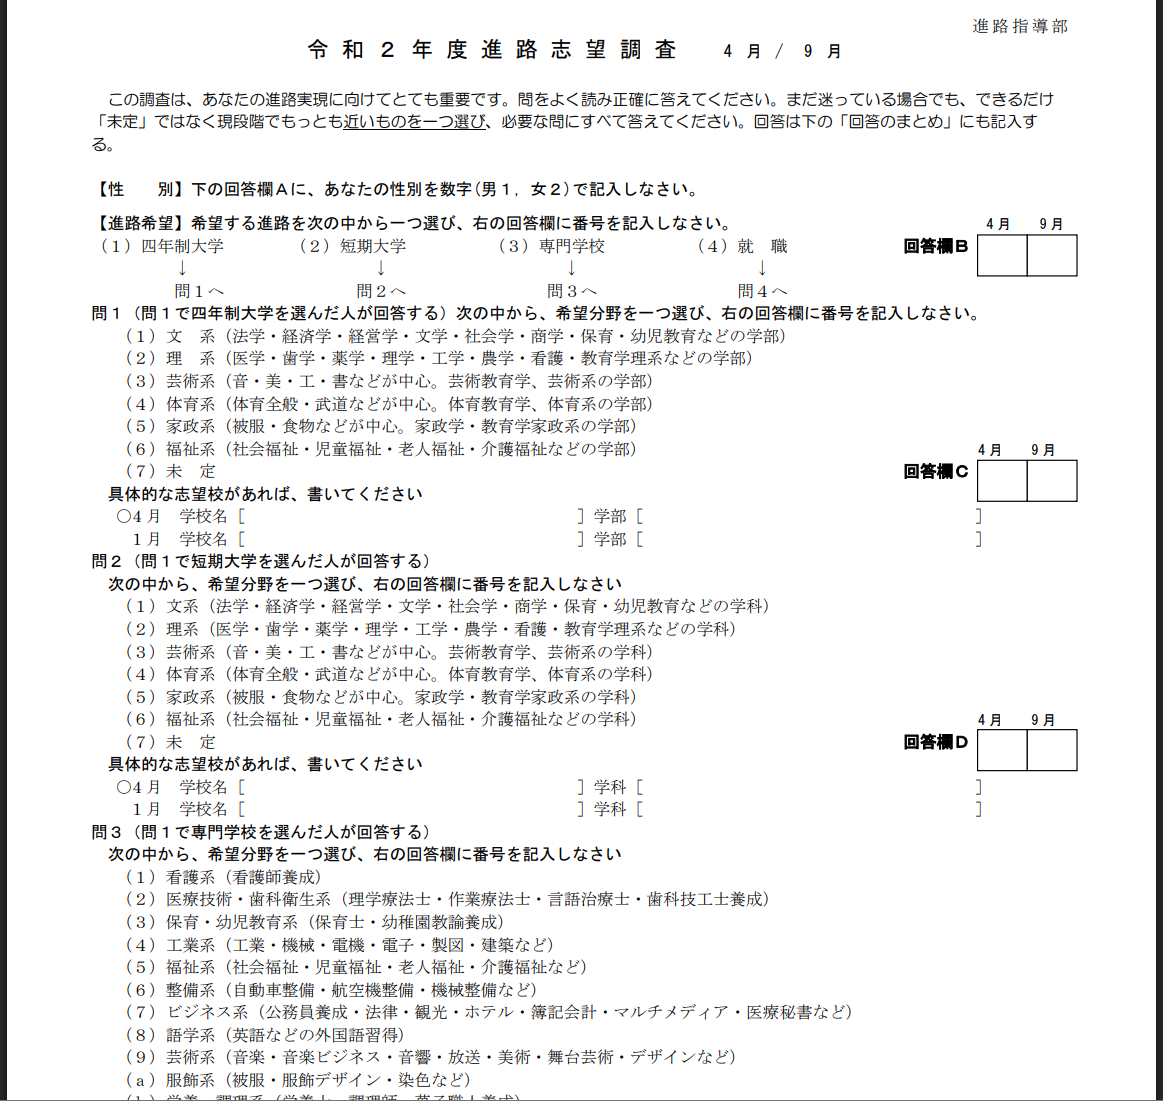 進路指導部
令和２年度進路志望調査　４月/９月
この調査は、あなたの進路実現に向けてとても重要です。問をよく読み正確に答えてください。まだ迷っている場合でも、できるだけ
「未定」ではなく現段階でもっとも近いものを一つ選び、必要な問にすべて答えてください。回答は下の「回答のまとめ」にも記入す
る。
【性　　別】下の回答欄Ａに、あなたの性別を数字(男１，女２)で記入しなさい。
【進路希望】希望する進路を次の中から一つ選び、右の回答欄に番号を記入しなさい。
４月　９月
（１）四年制大学　（２）短期大学　（３）専門学校　（４）就　職　回答欄Ｂ
↓　↓　↓　↓
問１へ　問２へ　問３へ　問４へ
問１（問１で四年制大学を選んだ人が回答する）次の中から、希望分野を一つ選び、右の回答欄に番号を記入しなさい。
（１）文　系（法学・経済学・経営学・文学・社会学・商学・保育・幼児教育などの学部）
（２）理　系（医学・歯学・薬学・理学・工学・農学・看護・教育学理系などの学部）
（３）芸術系（音・美・工・書などが中心。芸術教育学、芸術系の学部）
（４）体育系（体育全般・武道などが中心。体育教育学、体育系の学部）
（５）家政系（被服・食物などが中心。家政学・教育学家政系の学部）
（６）福祉系（社会福祉・児童福祉・老人福祉・介護福祉などの学部）
４月　９月
（７）未　定　回答欄Ｃ
具体的な志望校があれば、書いてください
○４月　学校名［　］学部［　］
１月　学校名［　］学部［　］
問２（問１で短期大学を選んだ人が回答する）
次の中から、希望分野を一つ選び、右の回答欄に番号を記入しなさい
（１）文系（法学・経済学・経営学・文学・社会学・商学・保育・幼児教育などの学科）
（２）理系（医学・歯学・薬学・理学・工学・農学・看護・教育学理系などの学科）
（３）芸術系（音・美・工・書などが中心。芸術教育学、芸術系の学科）
（４）体育系（体育全般・武道などが中心。体育教育学、体育系の学科）
（５）家政系（被服・食物などが中心。家政学・教育学家政系の学科）
（６）福祉系（社会福祉・児童福祉・老人福祉・介護福祉などの学科）
４月　９月
（７）未　定　回答欄Ｄ
具体的な志望校があれば、書いてください
○４月　学校名［　］学科［　］
１月　学校名［　］学科［　］
問３（問１で専門学校を選んだ人が回答する）
次の中から、希望分野を一つ選び、右の回答欄に番号を記入しなさい
（１）看護系（看護師養成）
（２）医療技術・歯科衛生系（理学療法士・作業療法士・言語治療士・歯科技工士養成）
（３）保育・幼児教育系（保育士・幼稚園教諭養成）
（４）工業系（工業・機械・電機・電子・製図・建築など）
（５）福祉系（社会福祉・児童福祉・老人福祉・介護福祉など）
（６）整備系（自動車整備・航空機整備・機械整備など）
（７）ビジネス系（公務員養成・法律・観光・ホテル・簿記会計・マルチメディア・医療秘書など）
（８）語学系（英語などの外国語習得）
（９）芸術系（音楽・音楽ビジネス・音響・放送・美術・舞台芸術・デザインなど）
（ａ）服飾系（被服・服飾デザイン・染色など）